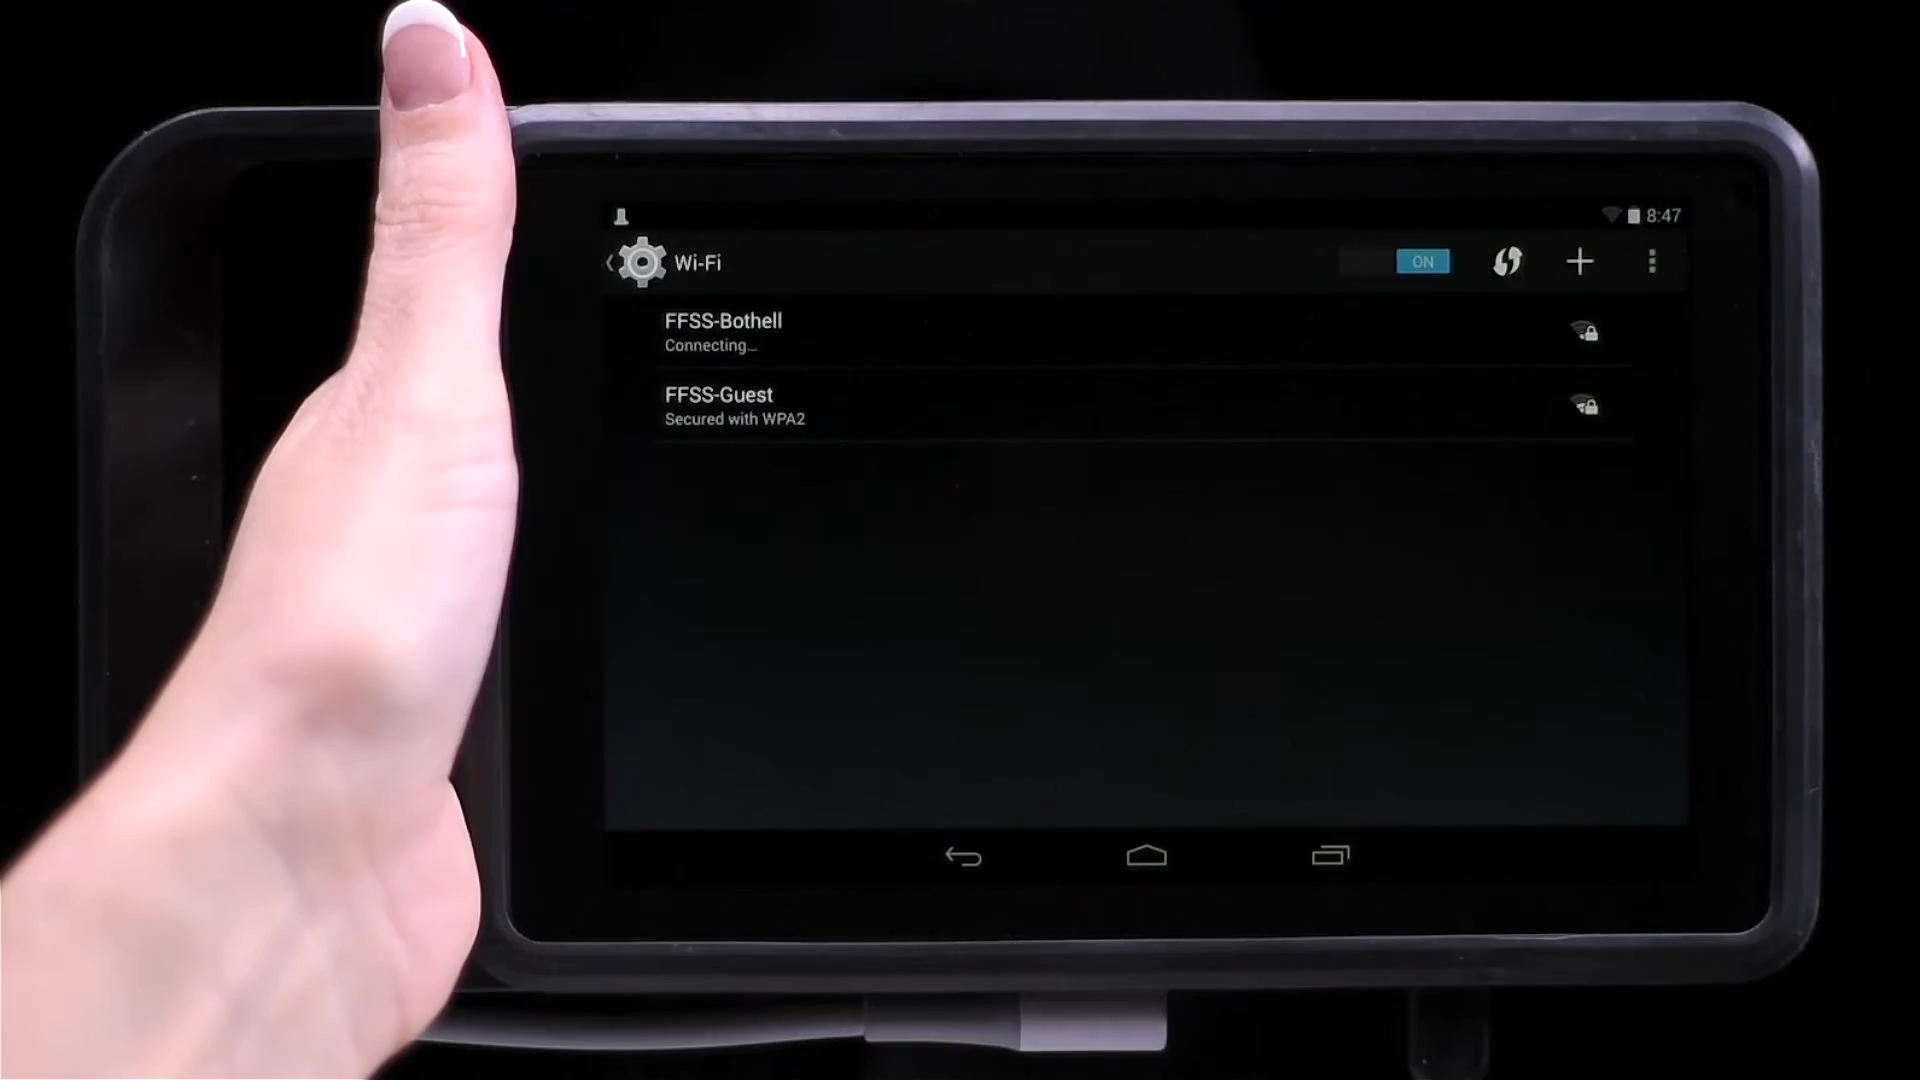 8:47
Wi-Fi
ON
FFSS-Bothell
Connecting...
FFSS-Guest
Secured with WPA2